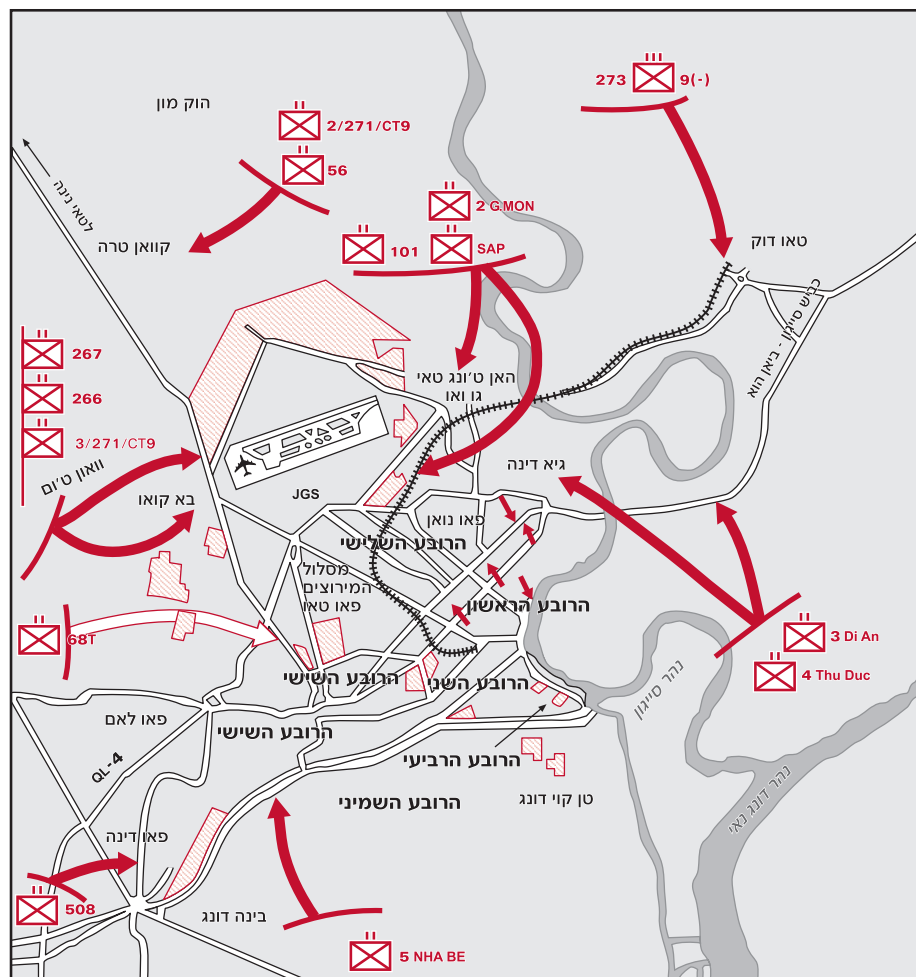 273
9(-)
הוק מון
2/271/CT9
56
לטאי נינה
2 G.MON
קוואן טרה
101
SAP
טאו דוק
כביש סייגון - ביאן הוא
267
266
3/271/CT9
האן ט'ונג טאי
גו ואו
וואון ט'ום
גיא דינה
בא קואו
JGS
פאו נואן
הרובע השלישי
מסלול
המירוצים
פאו טאו
הרובע הראשון
68T
3 Di An
4 Thu Duc
הרובע השישי
הרובע השני
נהר סייגון
פאו לאם
הרובע השישי
הרובע הרביעי
QL-4
הרובע השמיני
טן קוי דונג
נהר דונג נאי
פאו דינה
508
בינה דונג
5 NHA BE